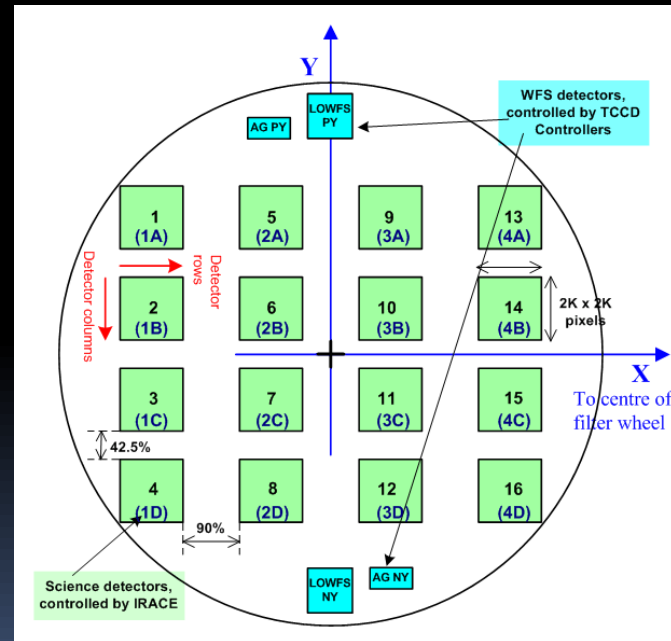 Y
LOWFS
PY
AG PY
WFS detectors,
controlled by TCCD
Controllers
1
(1A)
5
(2A)
9
(3A)
13
(4A)
Detector rows
Detector columns
2
(1B)
6
(2B)
10
(3B)
14
(4B)
2K x 2K
pixels
X
To centre of
filter wheel
3
(1C)
7
(2C)
11
(3C)
15
(4C)
42.5%
4
(1D)
8
(2D)
12
(3D)
16
(4D)
90%
Science detectors,
controlled by IRACE
LOWFS
NY
AG NY